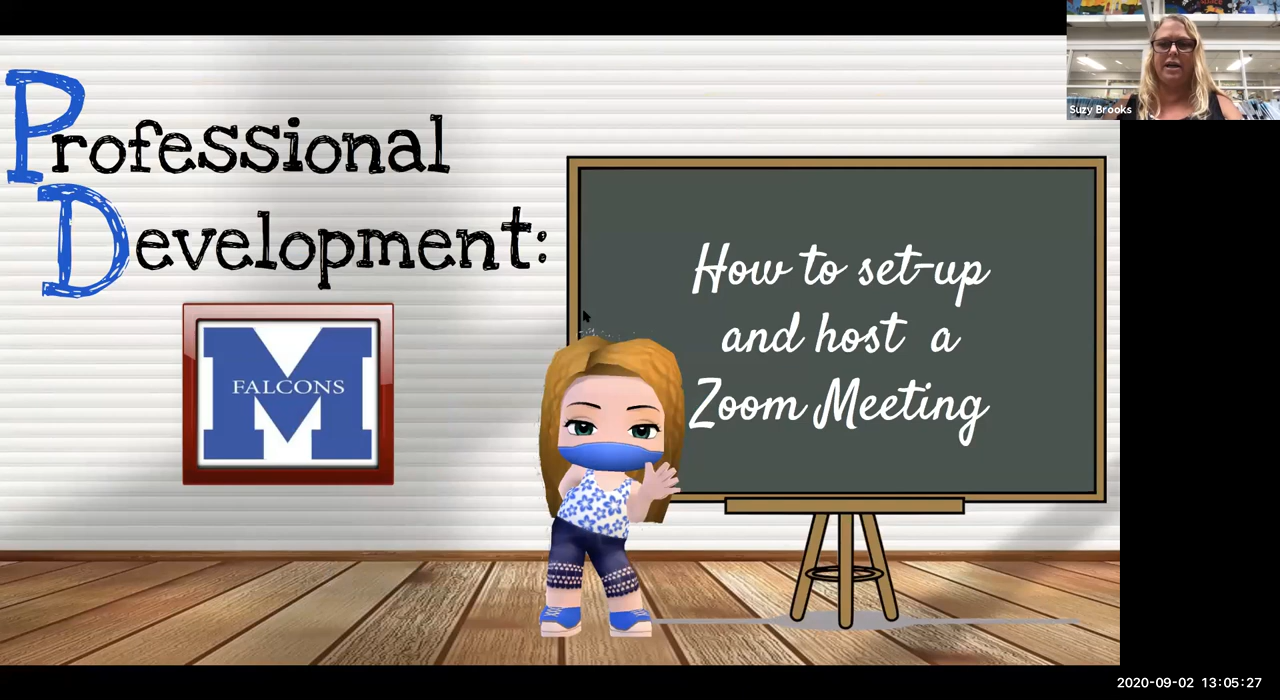 Professional
Development:
FALCONS
How to set-up
and host a
Zoom Meeting
Suzy Brooks
2020-09-02 13:05:27